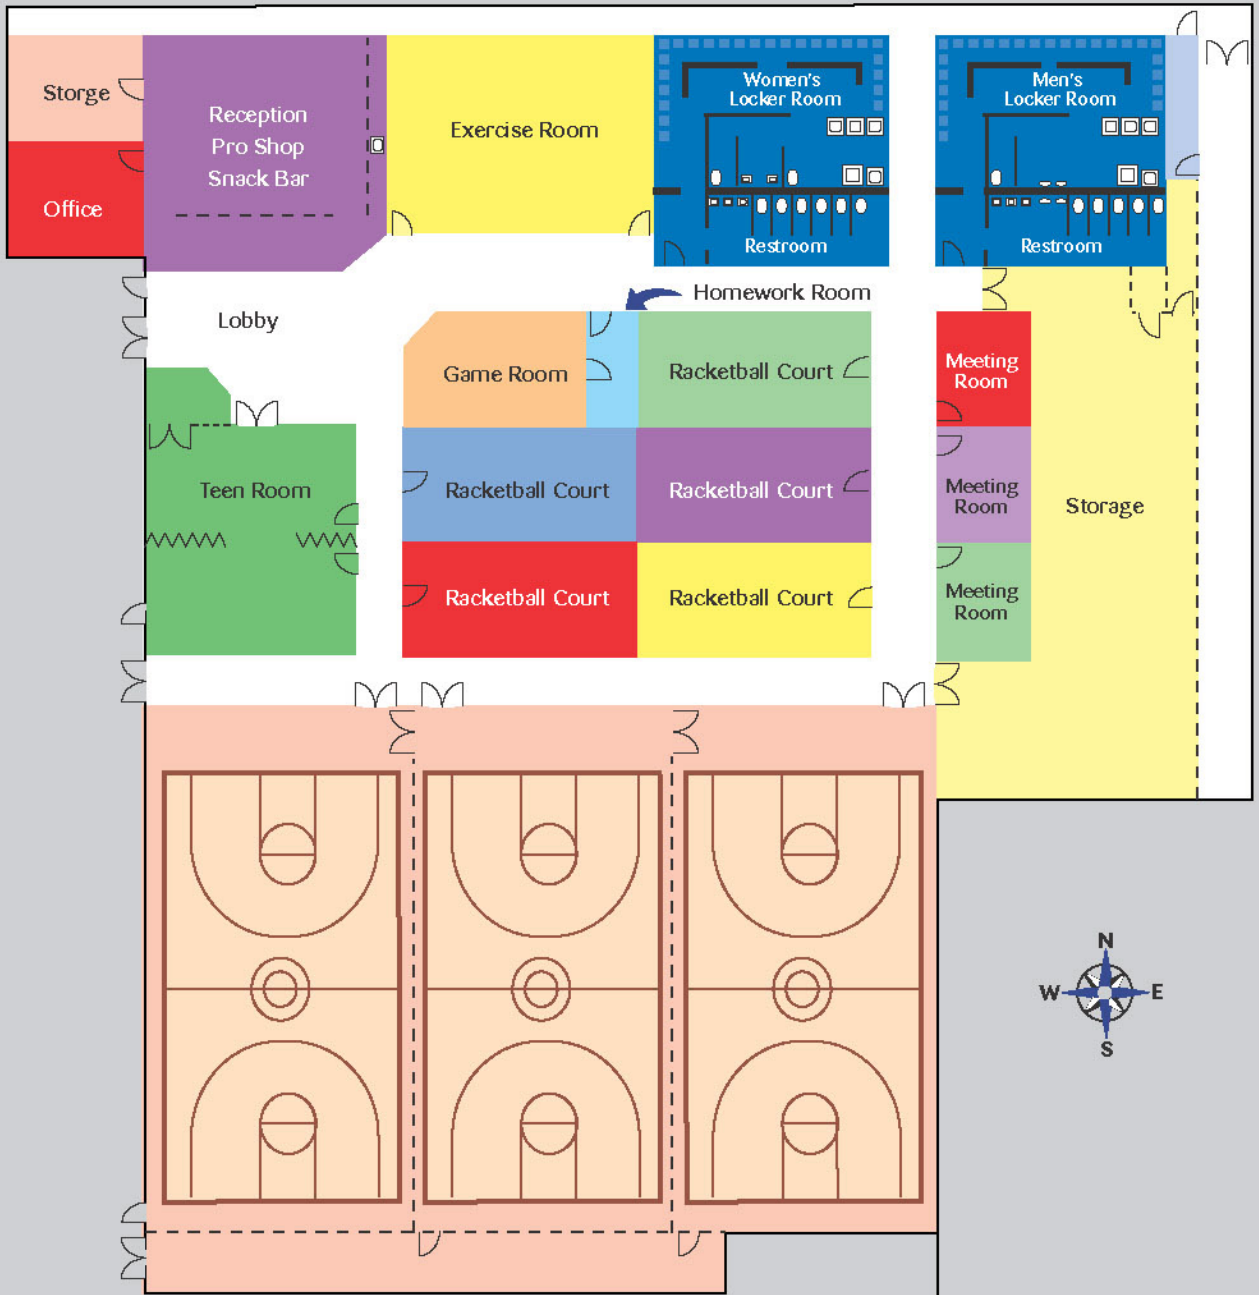 Storge
Reception
Pro Shop
Snack Bar
Office
Exercise Room
Women's
Locker Room
Restroom
Men's
Locker Room
Restroom
Homework Room
Lobby
Game Room
Racketball Court
Meeting
Room
Teen Room
Racketball Court
Racketball Court
Meeting
Room
Storage
Racketball Court
Racketball Court
Meeting
Room
N
W
E
S